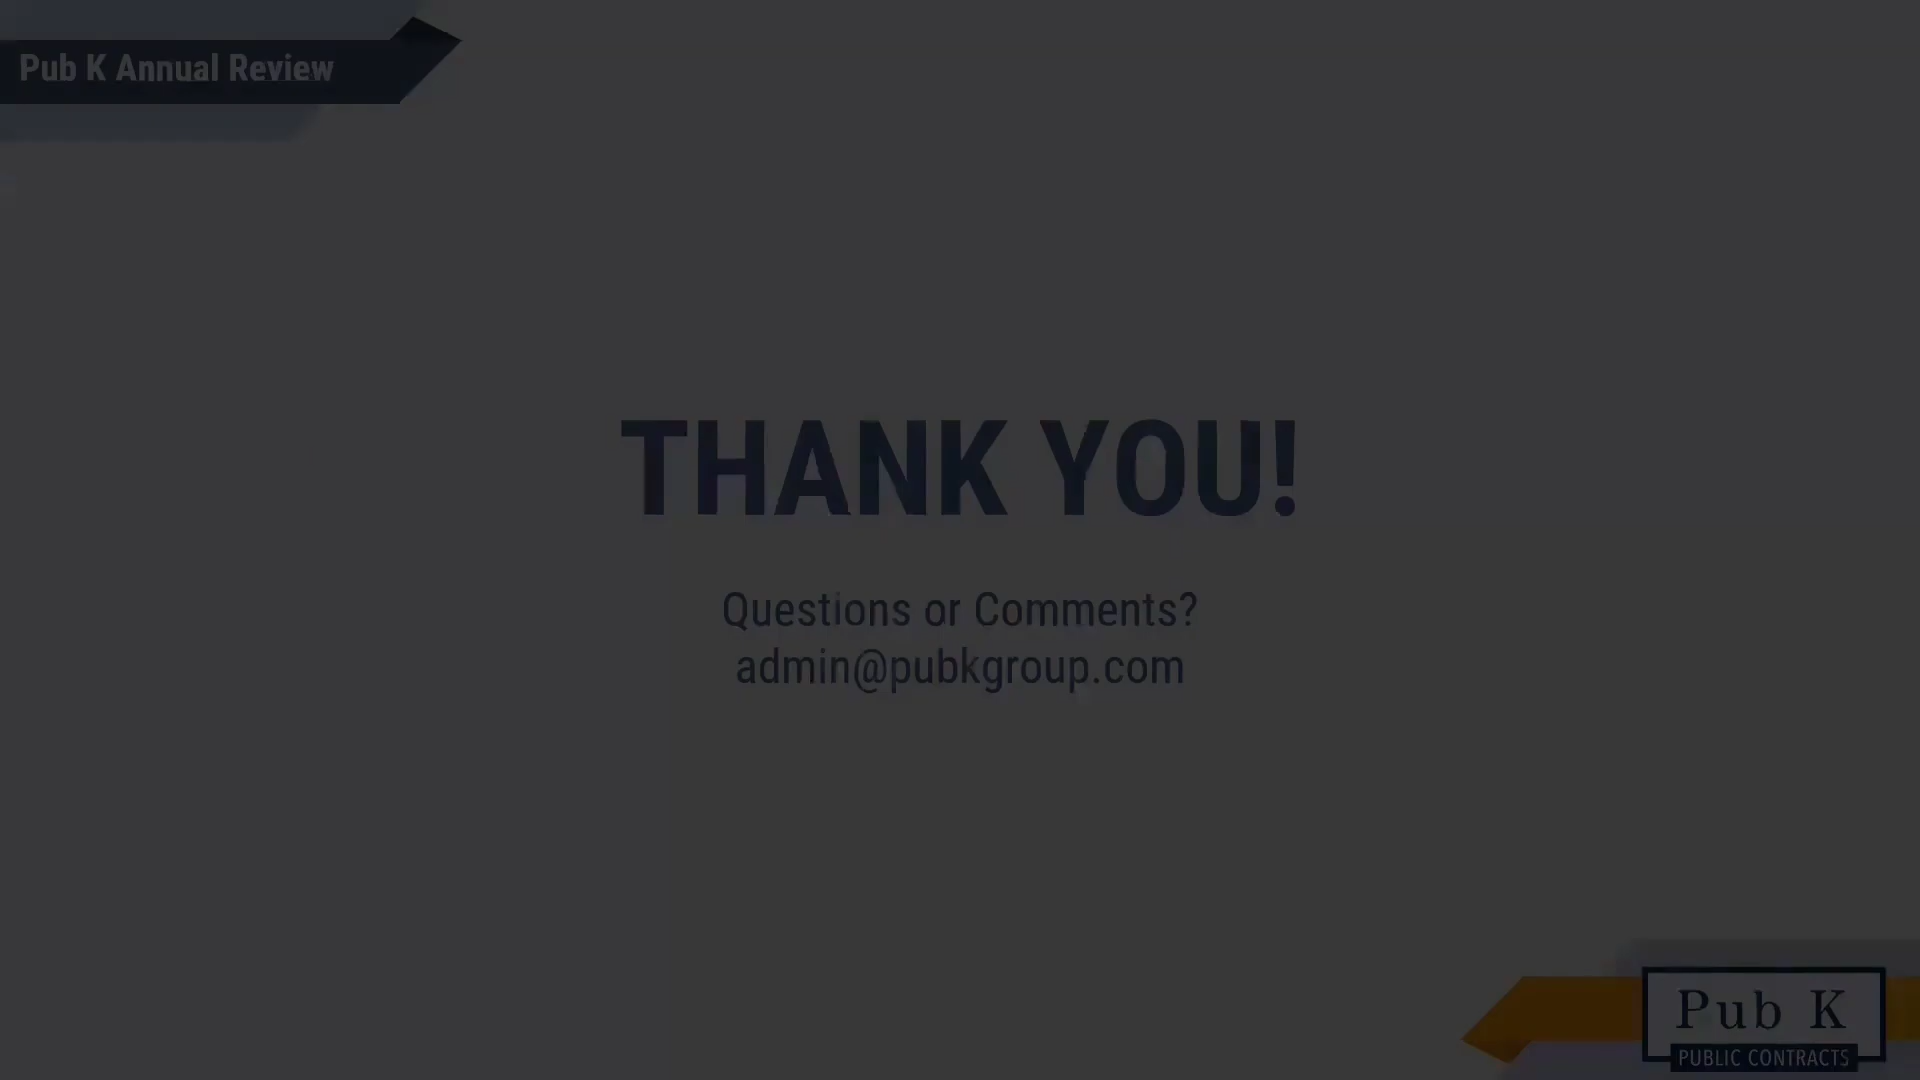 Pub K Annual Review
THANK YOU!
Questions or Comments?
admin@pubkgroup.com
Pub K
PUBLIC CONTRACTS